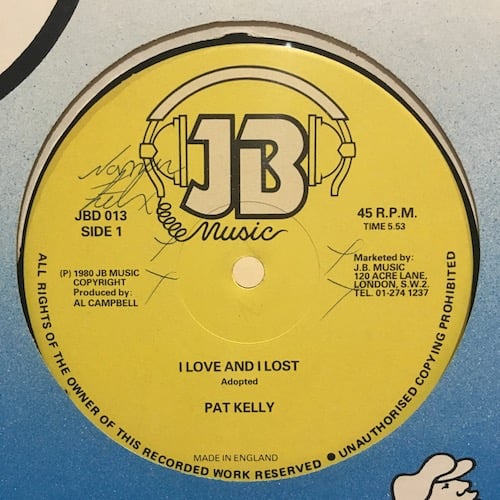 JB
Music
JBD 013
SIDE 1
45 R.P.M.
TIME 5.53
(P) 1980 JB MUSIC
COPYRIGHT
Produced by:
AL CAMPBELL
Marketed by:
J.B. MUSIC
120 ACRE LANE,
LONDON, S.W.2.
TEL. 01-274 1237
I LOVE AND I LOST
Adopted
PAT KELLY
MADE IN ENGLAND
ALL RIGHTS OF THE OWNER OF THIS RECORDED WORK RESERVED ● UNAUTHORISED COPYING PROHIBITED